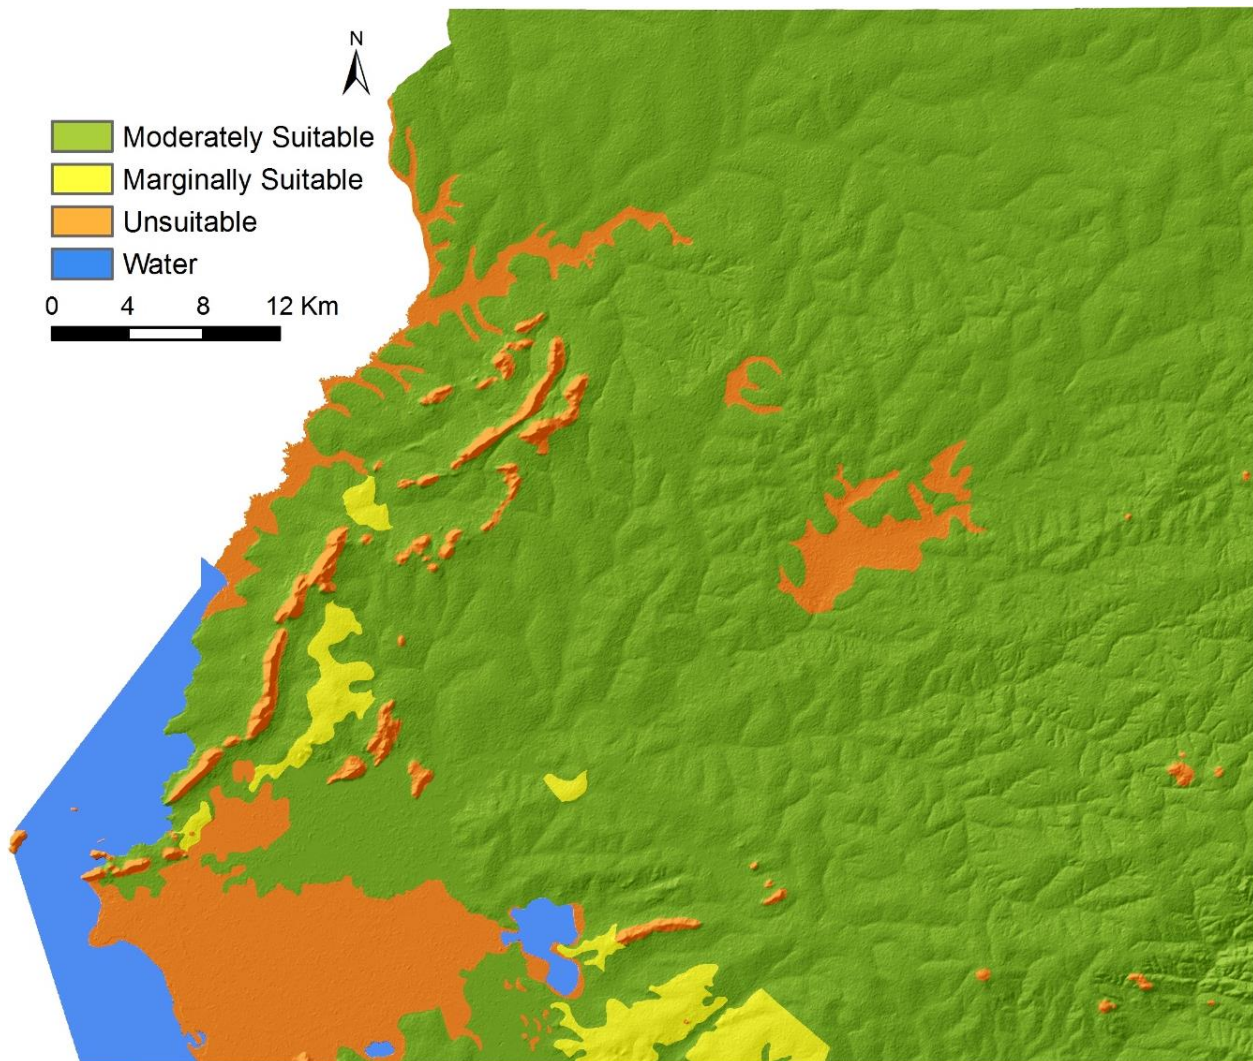 N
Moderately Suitable
Marginally Suitable
Unsuitable
Water
0 4 8 12 Km